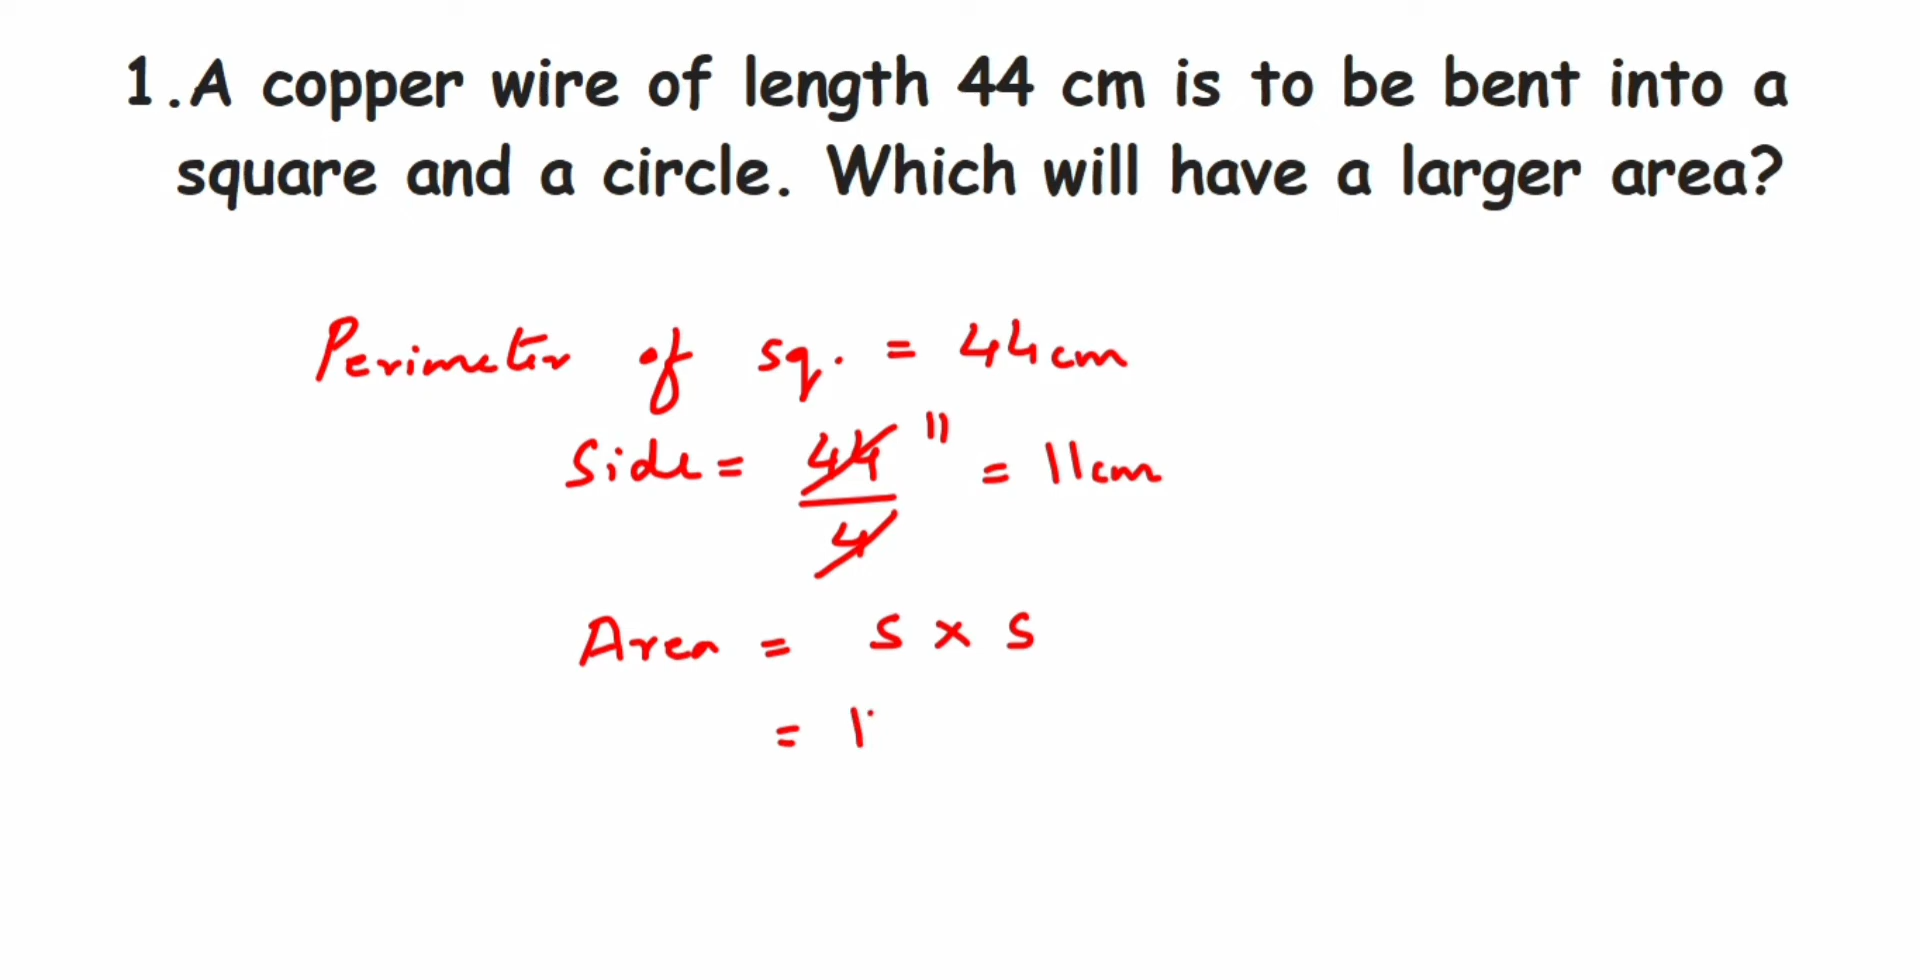 1.A copper wire of length 44 cm is to be bent into a
square and a circle. Which will have a larger area?
Perimeter of sq. = 44cm
Side = 44/4 11 = 11cm
Area = s × s
= 1